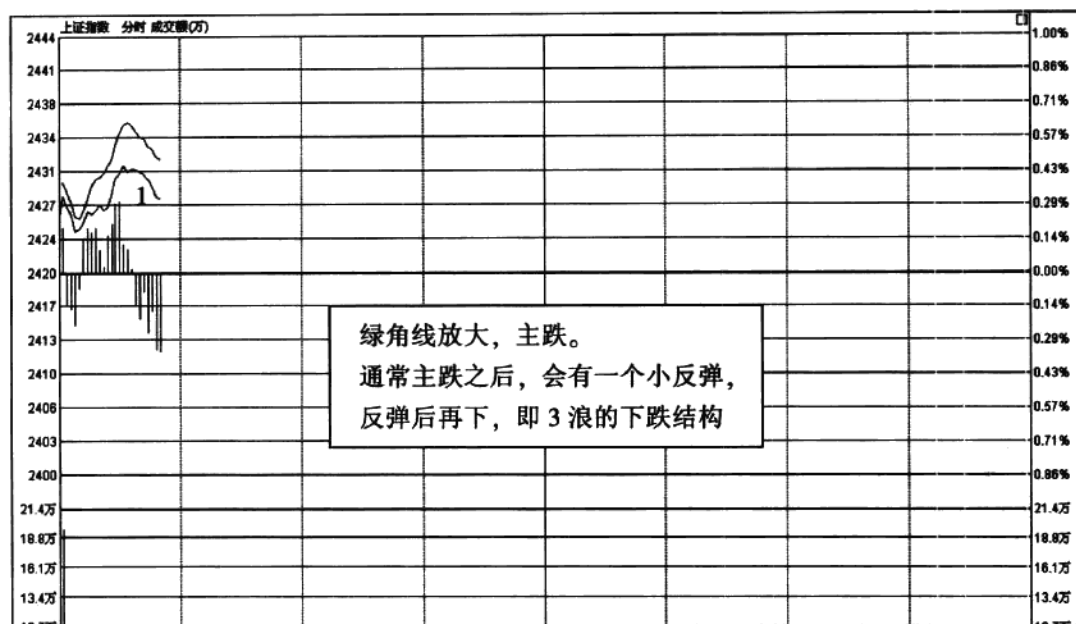 上证指数 分时 成交额(万)
2444
2441
2438
2434
2431
2427
2424
2420
2417
2413
2410
2406
2403
2400
21.4万
18.8万
16.1万
13.4万
1
绿角线放大，主跌。
通常主跌之后，会有一个小反弹，
反弹后再下，即 3 浪的下跌结构
1.00%
0.86%
0.71%
0.57%
0.43%
0.29%
0.14%
0.00%
0.14%
0.29%
0.43%
0.57%
0.71%
0.86%
21.4万
18.8万
16.1万
13.4万